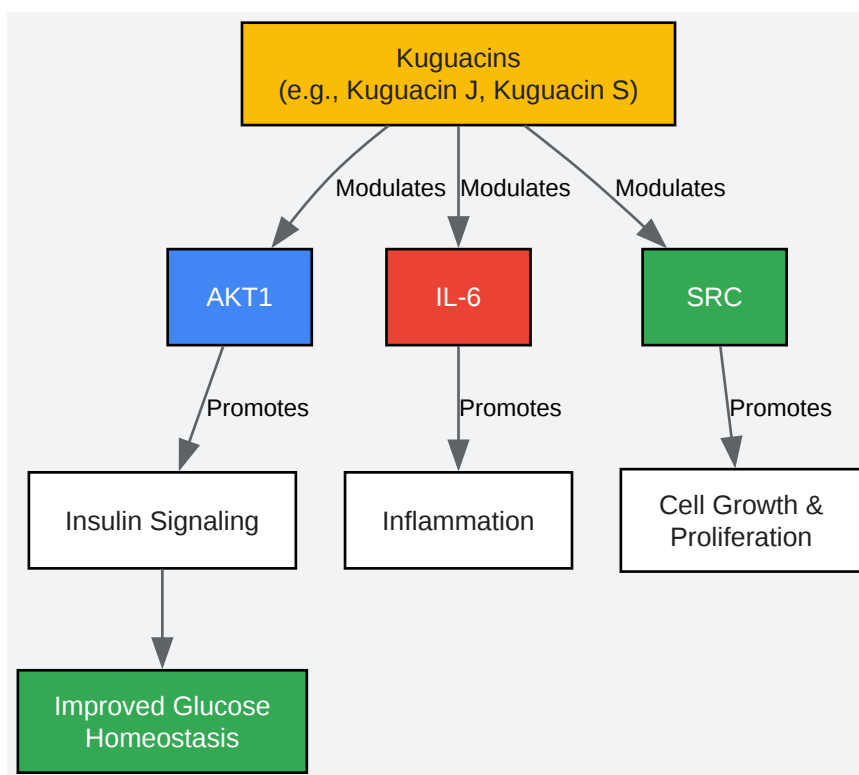 Kuguacins
(e.g., Kuguacin J, Kuguacin S)
Modulates
Modulates
Modulates
AKT1
IL-6
SRC
Promotes
Promotes
Promotes
Insulin Signaling
Inflammation
Cell Growth &
Proliferation
Improved Glucose
Homeostasis